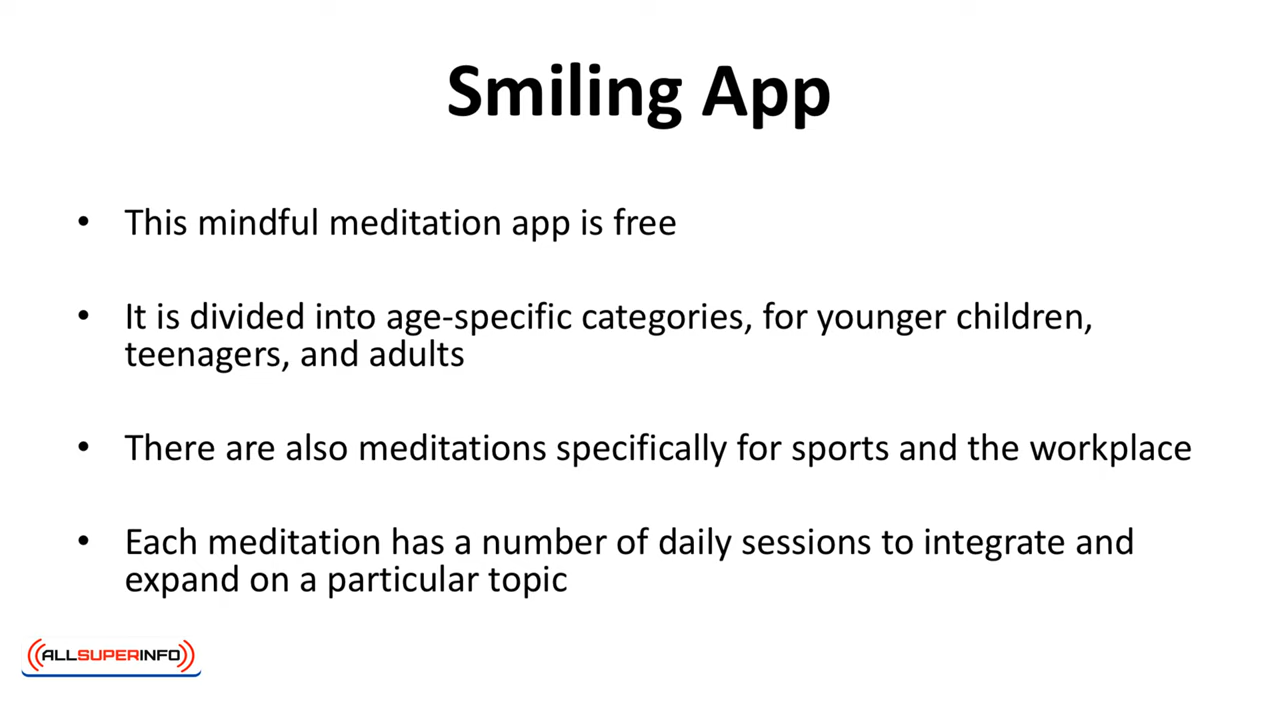 Smiling App
• This mindful meditation app is free
• It is divided into age-specific categories, for younger children,
teenagers, and adults
• There are also meditations specifically for sports and the workplace
• Each meditation has a number of daily sessions to integrate and
expand on a particular topic
((ALLSUPERINFO))